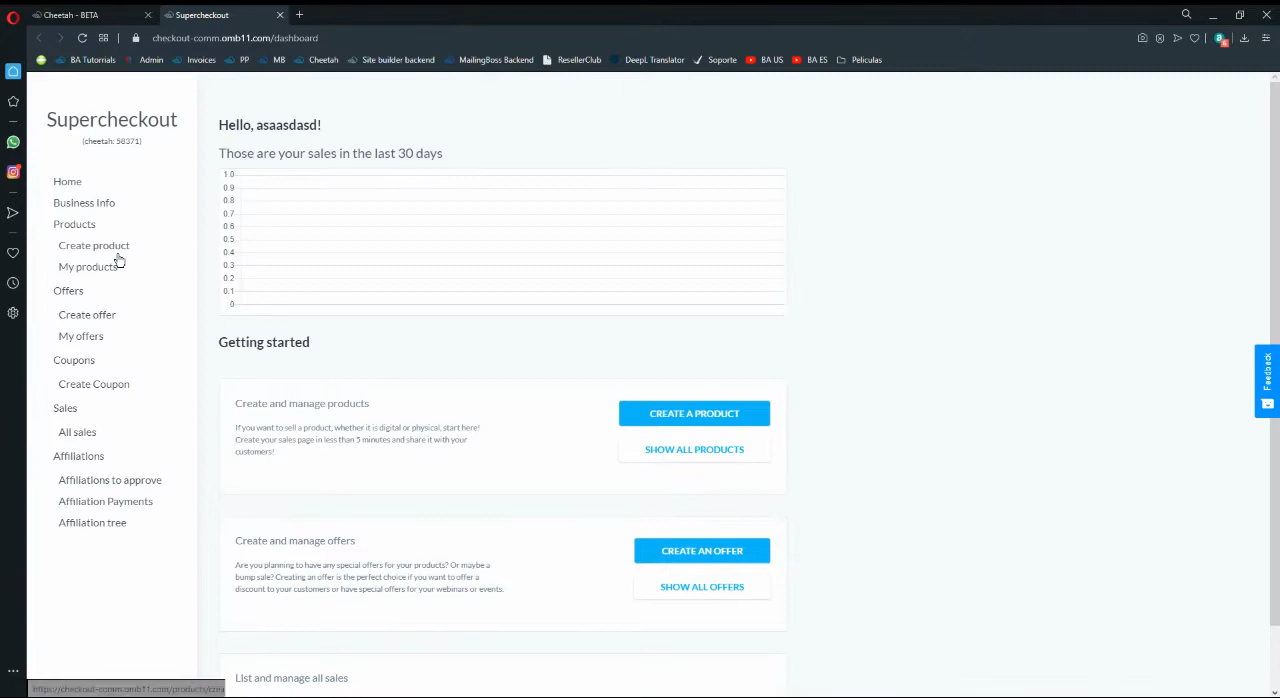 Cheetah - BETA
Supercheckout
checkout-comm.omb11.com/dashboard
BA Tutorials
Admin
Invoices
PP
MB
Cheetah
Site builder backend
MailingBoss Backend
ResellerClub
DeepL Translator
Soporte
BA US
BA ES
Peliculas
Supercheckout
(cheetah: 58371)
Home
Business Info
Products
Create product
My products
Offers
Create offer
My offers
Coupons
Create Coupon
Sales
All sales
Affiliations
Affiliations to approve
Affiliation Payments
Affiliation tree
Hello, asaasdasd!
Those are your sales in the last 30 days
1.0
0.9
0.8
0.7
0.6
0.5
0.4
0.3
0.2
0.1
0
Getting started
Create and manage products
If you want to sell a product, whether it is digital or physical, start here!
Create your sales page in less than 5 minutes and share it with your
customers!
CREATE A PRODUCT
SHOW ALL PRODUCTS
Create and manage offers
Are you planning to have any special offers for your products? Or maybe a
bump sale? Creating an offer is the perfect choice if you want to offer a
discount to your customers or have special offers for your webinars or events.
CREATE AN OFFER
SHOW ALL OFFERS
List and manage all sales
Feedback